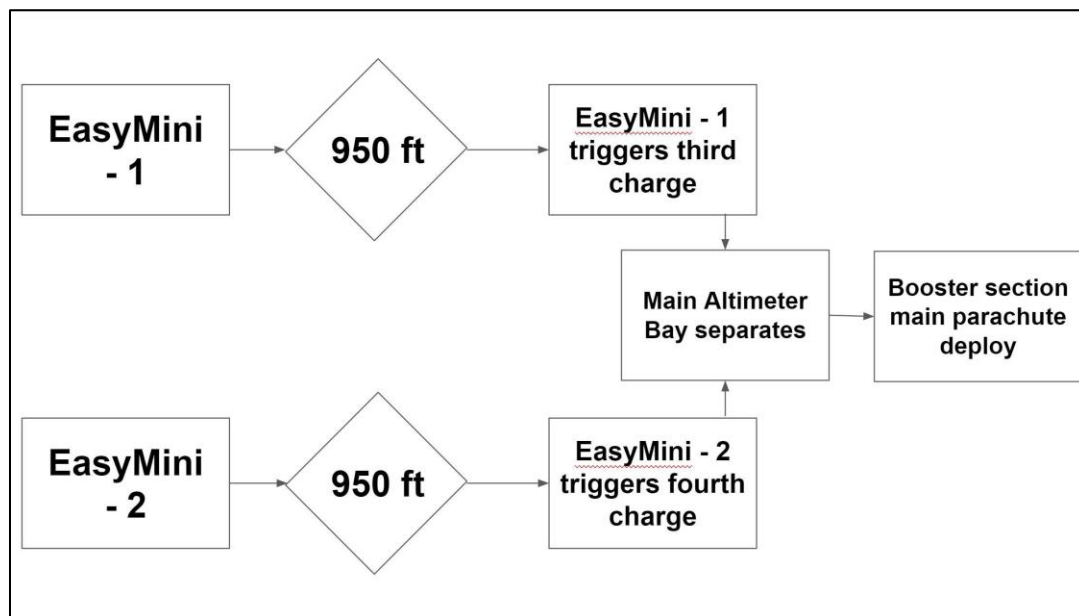 EasyMini
- 1
950 ft
EasyMini - 1
triggers third
charge
Main Altimeter
Bay separates
Booster section
main parachute
deploy
EasyMini
- 2
950 ft
EasyMini - 2
triggers fourth
charge